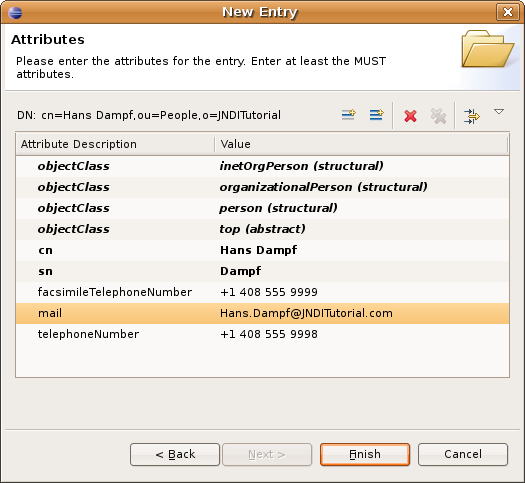 New Entry
Attributes
Please enter the attributes for the entry. Enter at least the MUST
attributes.
DN: cn=Hans Dampf,ou=People,o=JNDITutorial
Attribute Description Value
objectClass inetOrgPerson (structural)
objectClass organizationalPerson (structural)
objectClass person (structural)
objectClass top (abstract)
cn Hans Dampf
sn Dampf
facsimileTelephoneNumber +1 408 555 9999
mail Hans.Dampf@JNDITutorial.com
telephoneNumber +1 408 555 9998
< Back Next > Finish Cancel